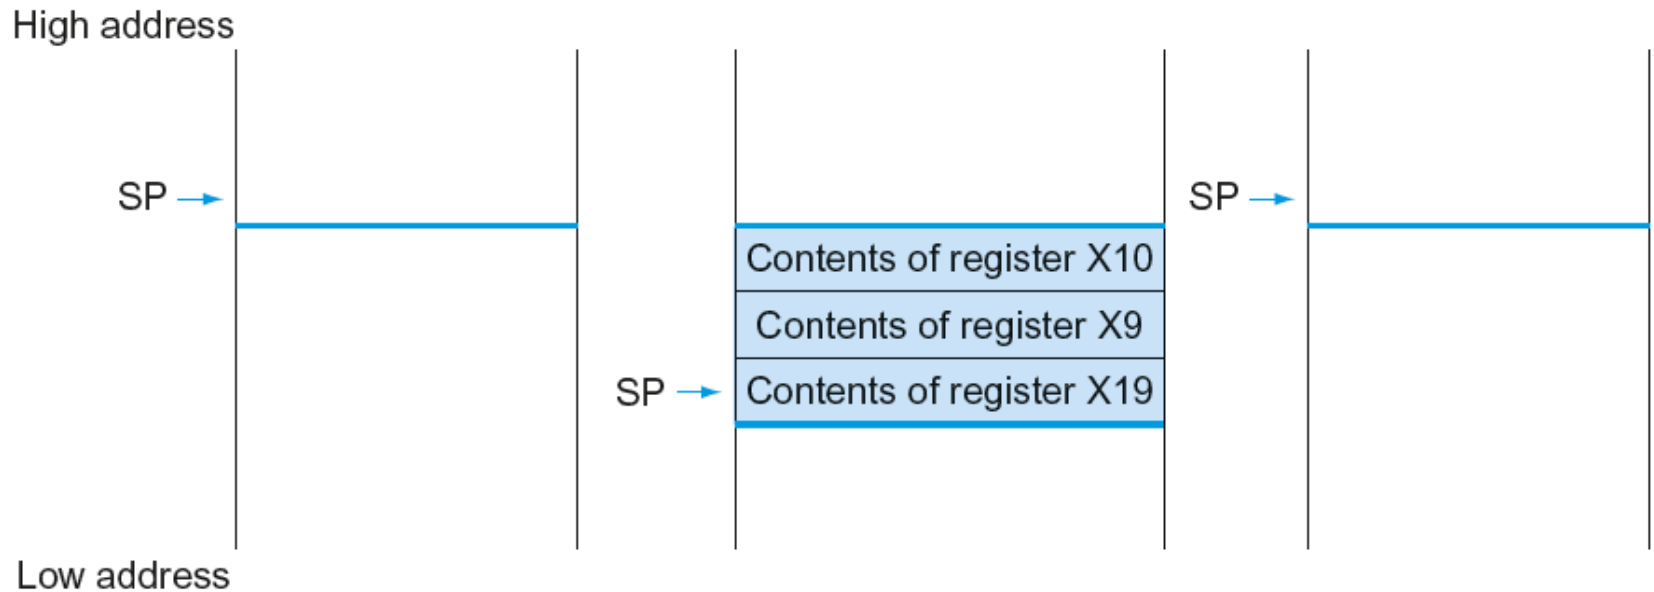 High address
SP
SP
Contents of register X10
Contents of register X9
SP
Contents of register X19
Low address